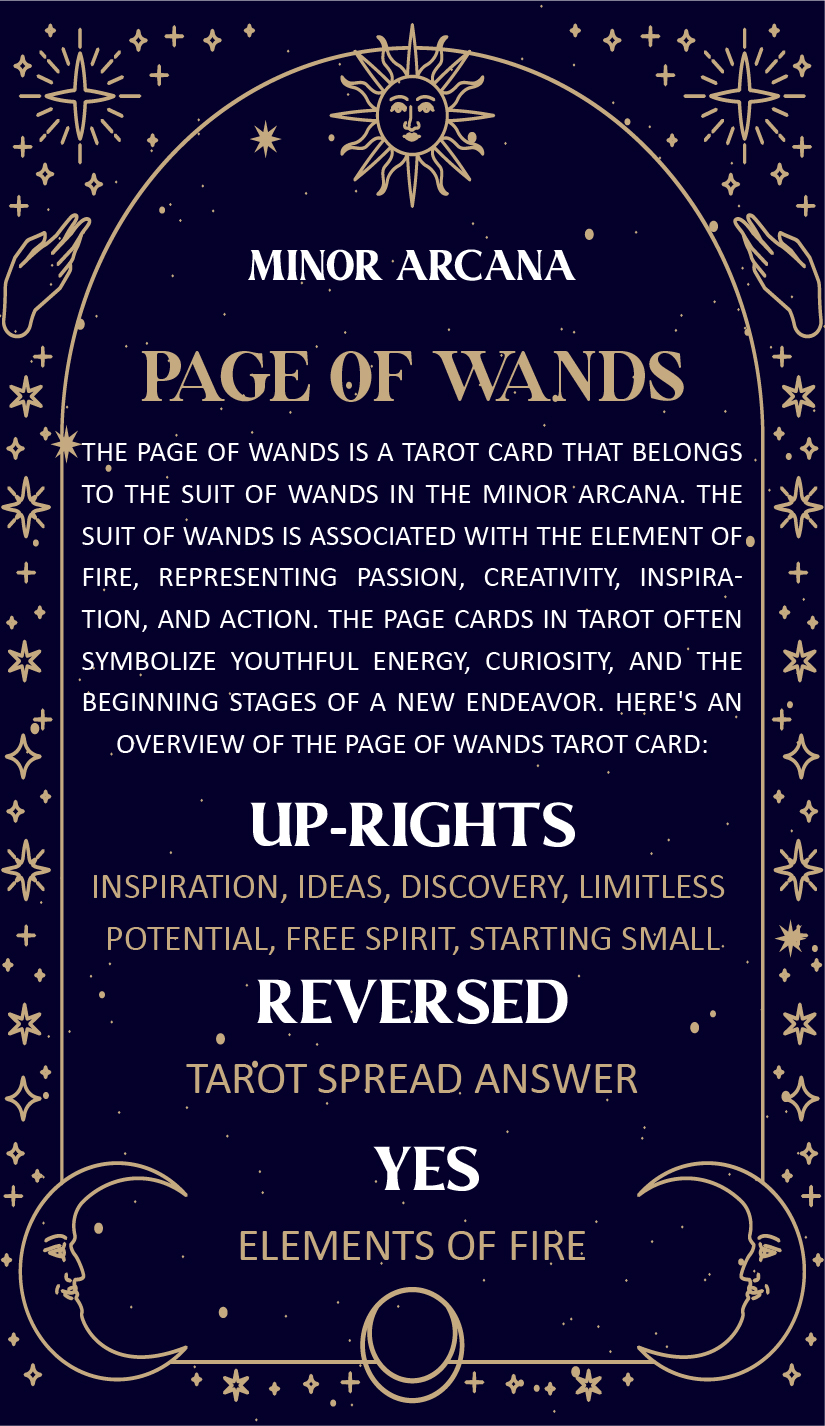 MINOR ARCANA
PAGE OF WANDS
THE PAGE OF WANDS IS A TAROT CARD THAT BELONGS
TO THE SUIT OF WANDS IN THE MINOR ARCANA. THE
SUIT OF WANDS IS ASSOCIATED WITH THE ELEMENT OF
FIRE, REPRESENTING PASSION, CREATIVITY, INSPIRA-
TION, AND ACTION. THE PAGE CARDS IN TAROT OFTEN
SYMBOLIZE YOUTHFUL ENERGY, CURIOSITY, AND THE
BEGINNING STAGES OF A NEW ENDEAVOR. HERE'S AN
OVERVIEW OF THE PAGE OF WANDS TAROT CARD:
UP-RIGHTS
INSPIRATION, IDEAS, DISCOVERY, LIMITLESS
POTENTIAL, FREE SPIRIT, STARTING SMALL
REVERSED
TAROT SPREAD ANSWER
YES
ELEMENTS OF FIRE